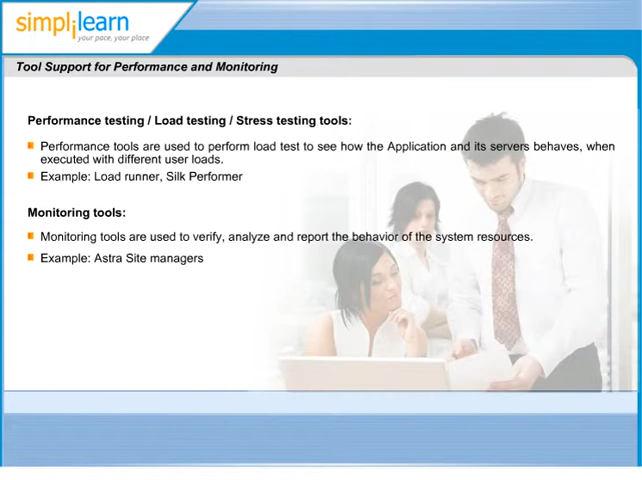 simplilearn
your pace, your place
Tool Support for Performance and Monitoring
Performance testing / Load testing / Stress testing tools:
Performance tools are used to perform load test to see how the Application and its servers behaves, when
executed with different user loads.
Example: Load runner, Silk Performer
Monitoring tools:
Monitoring tools are used to verify, analyze and report the behavior of the system resources.
Example: Astra Site managers